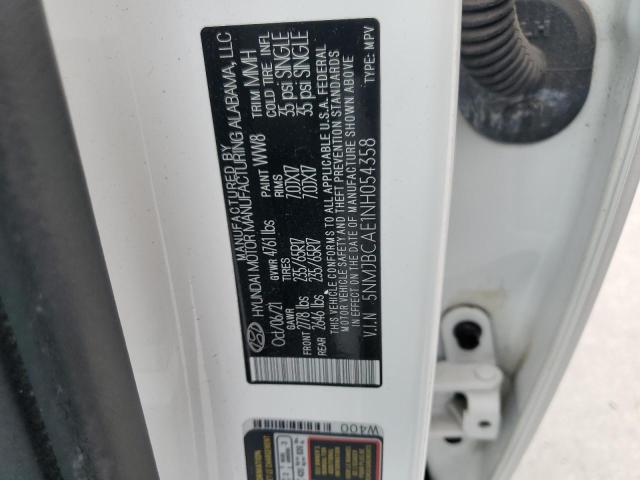 MANUFACTURED BY
HYUNDAI MOTOR MANUFACTURING ALABAMA, LLC
Oct/06/21 GVWR 4761 lbs PAINT WW8 TRIM MMH
GAWR TIRES RIMS COLD TIRE INFL
FRONT 2778 lbs 235/65R17 7.0JX17 35 psi SINGLE
REAR 2646 lbs 235/65R17 7.0JX17 35 psi SINGLE
THIS VEHICLE CONFORMS TO ALL APPLICABLE U.S.A. FEDERAL
MOTOR VEHICLE SAFETY AND THEFT PREVENTION STANDARDS
IN EFFECT ON THE DATE OF MANUFACTURE SHOWN ABOVE
V.I.N 5NMJBCAE1NH054358 TYPE: MPV
W400